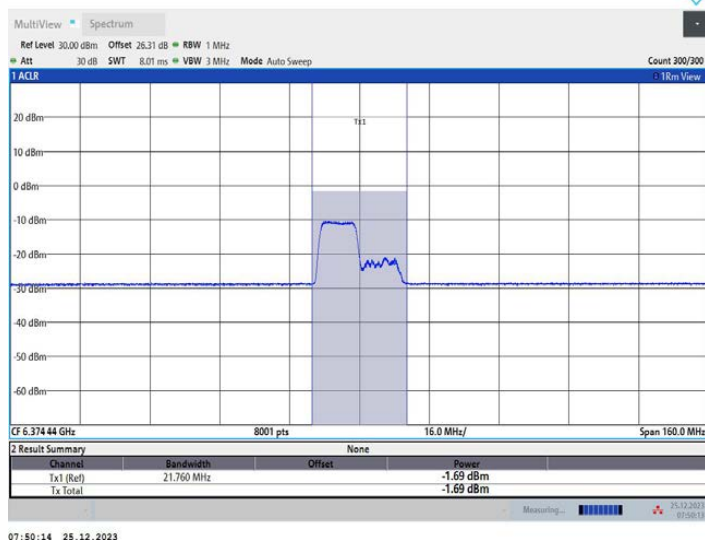 MultiView Spectrum
Ref Level 30.00 dBm Offset 26.31 dB RBW 1 MHz
Att 30 dB SWT 8.01 ms VBW 3 MHz Mode Auto Sweep Count 300/300
1 ACLR 1Rm View
Tx1
20 dBm
10 dBm
0 dBm
-10 dBm
-20 dBm
-30 dBm
-40 dBm
-50 dBm
-60 dBm
CF 6.374 44 GHz 8001 pts 16.0 MHz/ Span 160.0 MHz
2 Result Summary None
Channel Bandwidth Offset Power
Tx1 (Ref) 21.760 MHz -1.69 dBm
Tx Total -1.69 dBm
Measuring... 25.12.2023
07:50:13
07:50:14 25.12.2023